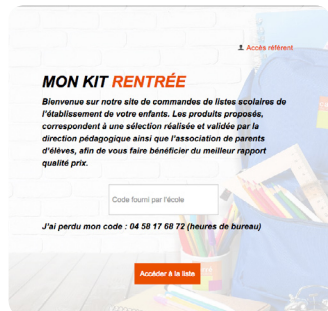 1. Accès référent
MON KIT RENTRÉE
Bienvenue sur notre site de commandes de listes scolaires de
l'établissement de votre enfants. Les produits proposés,
correspondent à une sélection réalisée et validée par la
direction pédagogique ainsi que l'association de parents
d'élèves, afin de vous faire bénéficier du meilleur rapport
qualité prix.
Code fourni par l'école
J'ai perdu mon code : 04 58 17 68 72 (heures de bureau)
Accéder à la liste